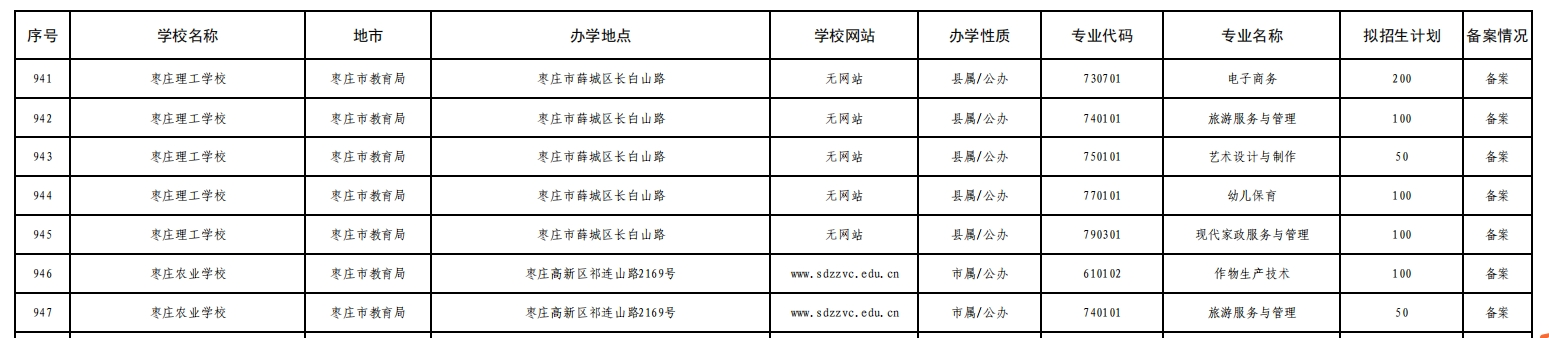 序号 学校名称 地市 办学地点 学校网站 办学性质 专业代码 专业名称 拟招生计划 备案情况
941 枣庄理工学校 枣庄市教育局 枣庄市薛城区长白山路 无网站 县属/公办 730701 电子商务 200 备案
942 枣庄理工学校 枣庄市教育局 枣庄市薛城区长白山路 无网站 县属/公办 740101 旅游服务与管理 100 备案
943 枣庄理工学校 枣庄市教育局 枣庄市薛城区长白山路 无网站 县属/公办 750101 艺术设计与制作 50 备案
944 枣庄理工学校 枣庄市教育局 枣庄市薛城区长白山路 无网站 县属/公办 770101 幼儿保育 100 备案
945 枣庄理工学校 枣庄市教育局 枣庄市薛城区长白山路 无网站 县属/公办 790301 现代家政服务与管理 100 备案
946 枣庄农业学校 枣庄市教育局 枣庄高新区祁连山路2169号 www.sdzzvc.edu.cn 市属/公办 610102 作物生产技术 100 备案
947 枣庄农业学校 枣庄市教育局 枣庄高新区祁连山路2169号 www.sdzzvc.edu.cn 市属/公办 740101 旅游服务与管理 50 备案